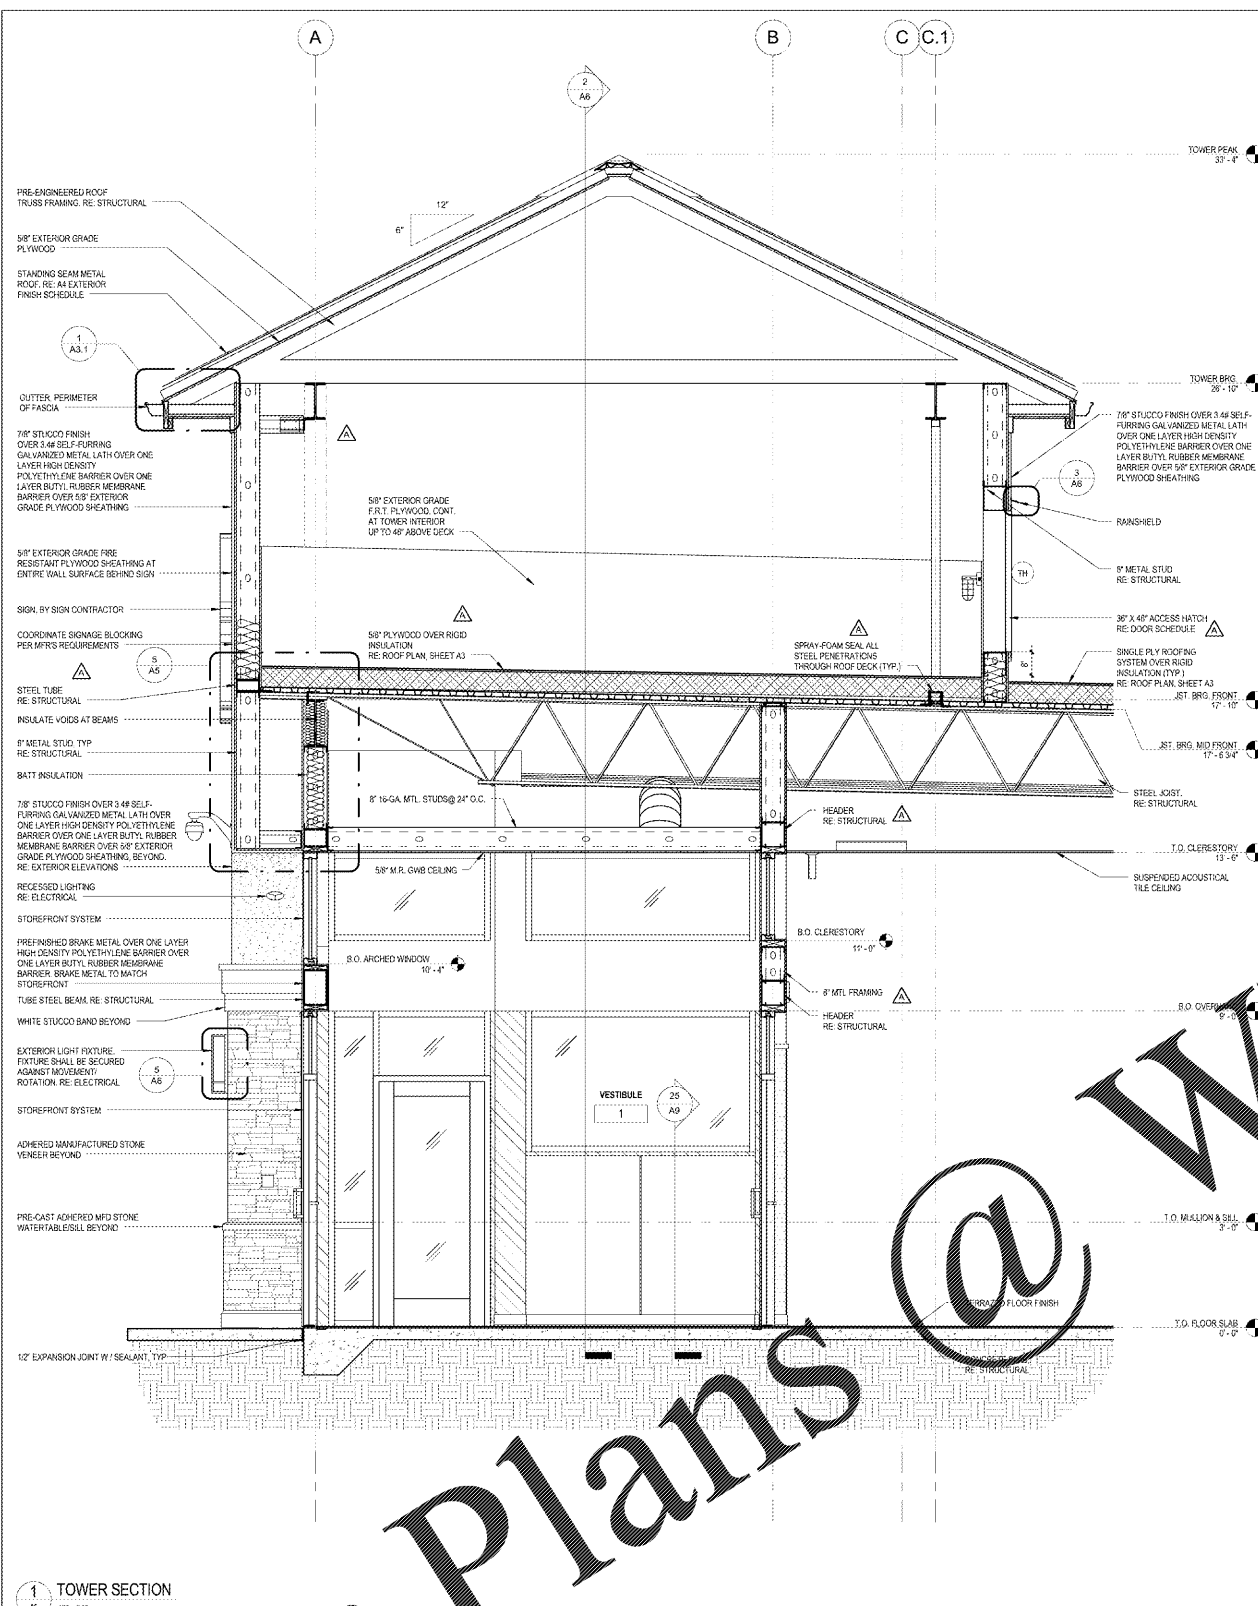 A
B
C
C.1
2
A6
TOWER PEAK
33' - 4"
PRE-ENGINEERED ROOF
TRUSS FRAMING. RE: STRUCTURAL
12"
6"
5/8" EXTERIOR GRADE
PLYWOOD
STANDING SEAM METAL
ROOF. RE: A4 EXTERIOR
FINISH SCHEDULE
1
A3.1
TOWER BRG.
26' - 10"
GUTTER, PERIMETER
OF FASCIA
7/8" STUCCO FINISH
OVER 3.4# SELF-FURRING
GALVANIZED METAL LATH OVER ONE
LAYER HIGH DENSITY
POLYETHYLENE BARRIER OVER ONE
LAYER BUTYL RUBBER MEMBRANE
BARRIER OVER 5/8" EXTERIOR
GRADE PLYWOOD SHEATHING
A
7/8" STUCCO FINISH OVER 3.4# SELF-
FURRING GALVANIZED METAL LATH
OVER ONE LAYER HIGH DENSITY
POLYETHYLENE BARRIER OVER ONE
LAYER BUTYL RUBBER MEMBRANE
BARRIER OVER 5/8" EXTERIOR GRADE
PLYWOOD SHEATHING
3
A6
RAINSHIELD
5/8" EXTERIOR GRADE
F.R.T. PLYWOOD, CONT.
AT TOWER INTERIOR
UP TO 48" ABOVE DECK
5/8" EXTERIOR GRADE FIRE
RESISTANT PLYWOOD SHEATHING AT
ENTIRE WALL SURFACE BEHIND SIGN
8" METAL STUD
RE: STRUCTURAL
TH
SIGN, BY SIGN CONTRACTOR
36" X 48" ACCESS HATCH
RE: DOOR SCHEDULE
A
COORDINATE SIGNAGE BLOCKING
PER MFR'S REQUIREMENTS
A
5
A5
A
5/8" PLYWOOD OVER RIGID
INSULATION
RE: ROOF PLAN, SHEET A3
A
SPRAY-FOAM SEAL ALL
STEEL PENETRATIONS
THROUGH ROOF DECK (TYP.)
8"
SINGLE PLY ROOFING
SYSTEM OVER RIGID
INSULATION (TYP.)
RE: ROOF PLAN, SHEET A3
STEEL TUBE
RE: STRUCTURAL
JST. BRG. FRONT
17' - 10"
INSULATE VOIDS AT BEAMS
8" METAL STUD, TYP
RE: STRUCTURAL
JST. BRG. MID FRONT
17' - 6 3/4"
BATT INSULATION
STEEL JOIST,
RE: STRUCTURAL
8" 16-GA. MTL. STUDS@ 24" O.C.
HEADER
RE: STRUCTURAL
A
7/8" STUCCO FINISH OVER 3.4# SELF-
FURRING GALVANIZED METAL LATH OVER
ONE LAYER HIGH DENSITY POLYETHYLENE
BARRIER OVER ONE LAYER BUTYL RUBBER
MEMBRANE BARRIER OVER 5/8" EXTERIOR
GRADE PLYWOOD SHEATHING, BEYOND.
RE: EXTERIOR ELEVATIONS
T.O. CLERESTORY
13' - 6"
5/8" M.R. GWB CEILING
SUSPENDED ACOUSTICAL
TILE CEILING
RECESSED LIGHTING
RE: ELECTRICAL
STOREFRONT SYSTEM
B.O. CLERESTORY
11' - 0"
PREFINISHED BRAKE METAL OVER ONE LAYER
HIGH DENSITY POLYETHYLENE BARRIER OVER
ONE LAYER BUTYL RUBBER MEMBRANE
BARRIER. BRAKE METAL TO MATCH
STOREFRONT
B.O. ARCHED WINDOW
10' - 4"
TUBE STEEL BEAM, RE: STRUCTURAL
6" MTL FRAMING
A
WHITE STUCCO BAND BEYOND
HEADER
RE: STRUCTURAL
B.O. OVERHANG
9' - 0"
EXTERIOR LIGHT FIXTURE.
FIXTURE SHALL BE SECURED
AGAINST MOVEMENT/
ROTATION. RE: ELECTRICAL
5
A6
VESTIBULE
1
25
A9
STOREFRONT SYSTEM
ADHERED MANUFACTURED STONE
VENEER BEYOND
PRE-CAST ADHERED MFD STONE
WATERTABLE/SILL BEYOND
T.O. MULLION & SILL
3' - 0"
TERRAZZO FLOOR FINISH
T.O. FLOOR SLAB
0' - 0"
1/2" EXPANSION JOINT W / SEALANT, TYP
RE: STRUCTURAL
Plans @ W
1
TOWER SECTION